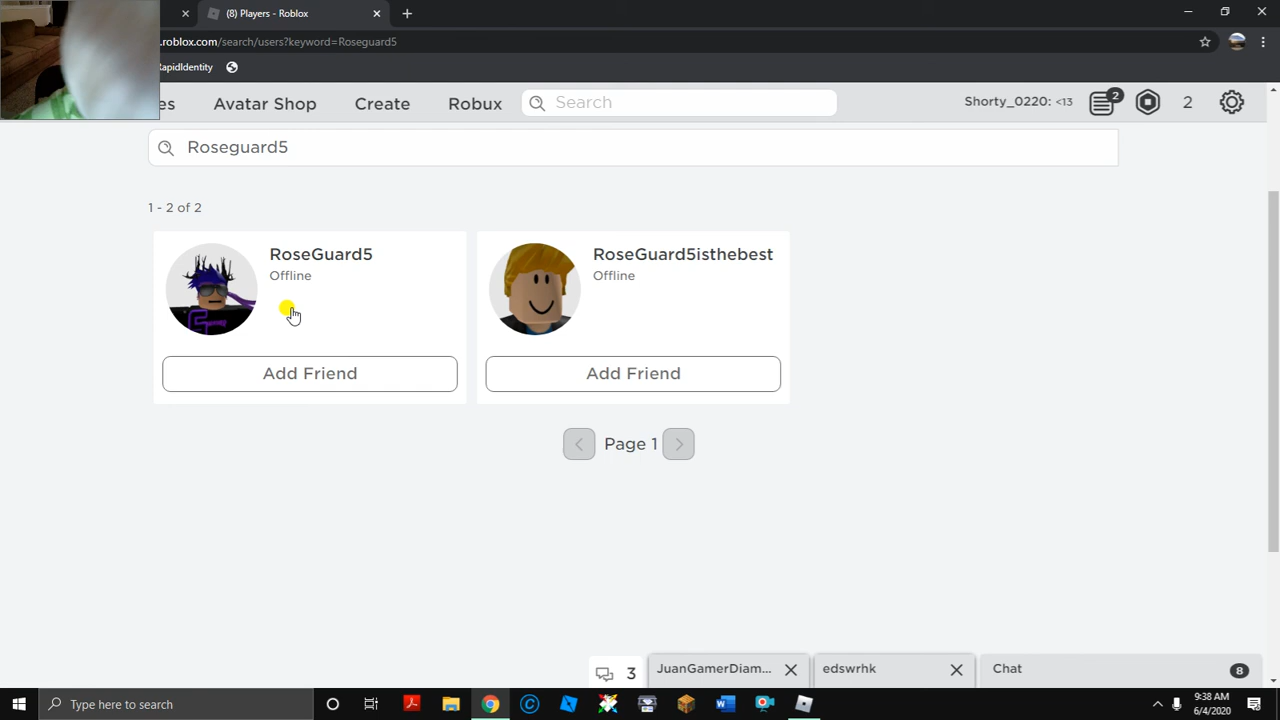 (8) Players - Roblox
.roblox.com/search/users?keyword=Roseguard5
RapidIdentity
es
Avatar Shop
Create
Robux
Search
Shorty_0220: <13
2
2
Roseguard5
1 - 2 of 2
RoseGuard5
Offline
Add Friend
RoseGuard5isthebest
Offline
Add Friend
Page 1
3
JuanGamerDiam...
edswrhk
Chat
8
Type here to search
9:38 AM
6/4/2020